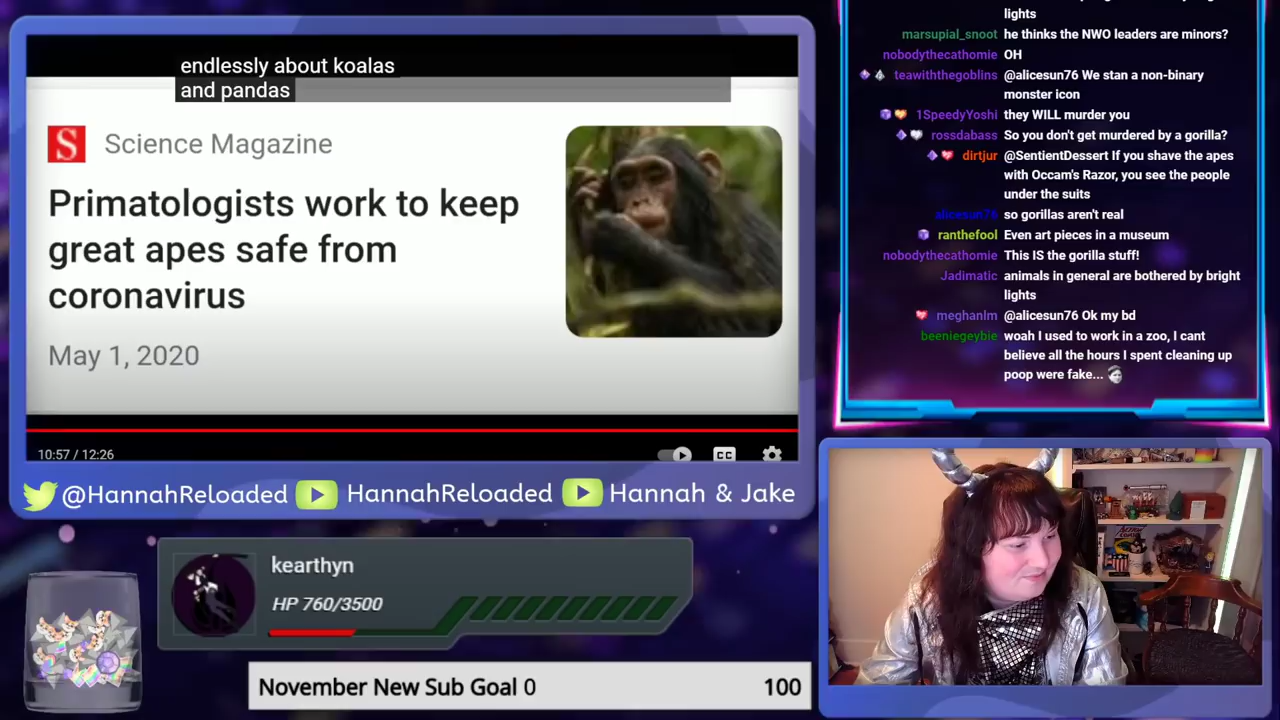 endlessly about koalas
and pandas
S Science Magazine
Primatologists work to keep
great apes safe from
coronavirus
May 1, 2020
10:57 / 12:26
CC
@HannahReloaded HannahReloaded Hannah & Jake
kearthyn
HP 760/3500
November New Sub Goal 0 100
lights
marsupial_snoot he thinks the NWO leaders are minors?
nobodythecathomie OH
teawiththegoblins @alicesun76 We stan a non-binary
monster icon
1SpeedyYoshi they WILL murder you
rossdabass So you don't get murdered by a gorilla?
dirtjur @SentientDessert If you shave the apes
with Occam's Razor, you see the people
under the suits
alicesun76 so gorillas aren't real
ranthefool Even art pieces in a museum
nobodythecathomie This IS the gorilla stuff!
Jadimatic animals in general are bothered by bright
lights
meghanlm @alicesun76 Ok my bd
beeniegeybie woah I used to work in a zoo, I cant
believe all the hours I spent cleaning up
poop were fake...